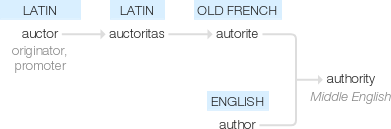 LATIN LATIN OLD FRENCH
auctor auctoritas autorite
originator,
promoter
authority
Middle English
ENGLISH
author